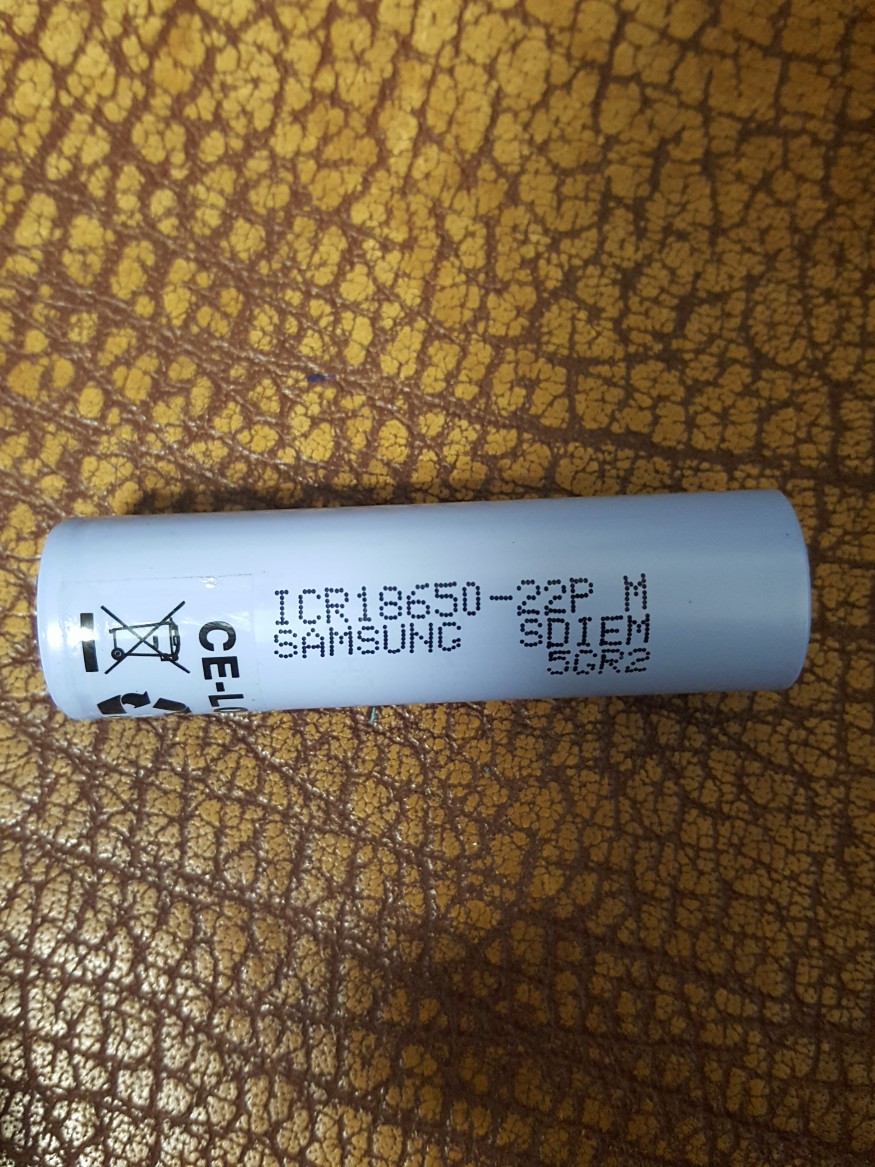 ICR18650-22P M
SAMSUNG SDIEM
5GR2